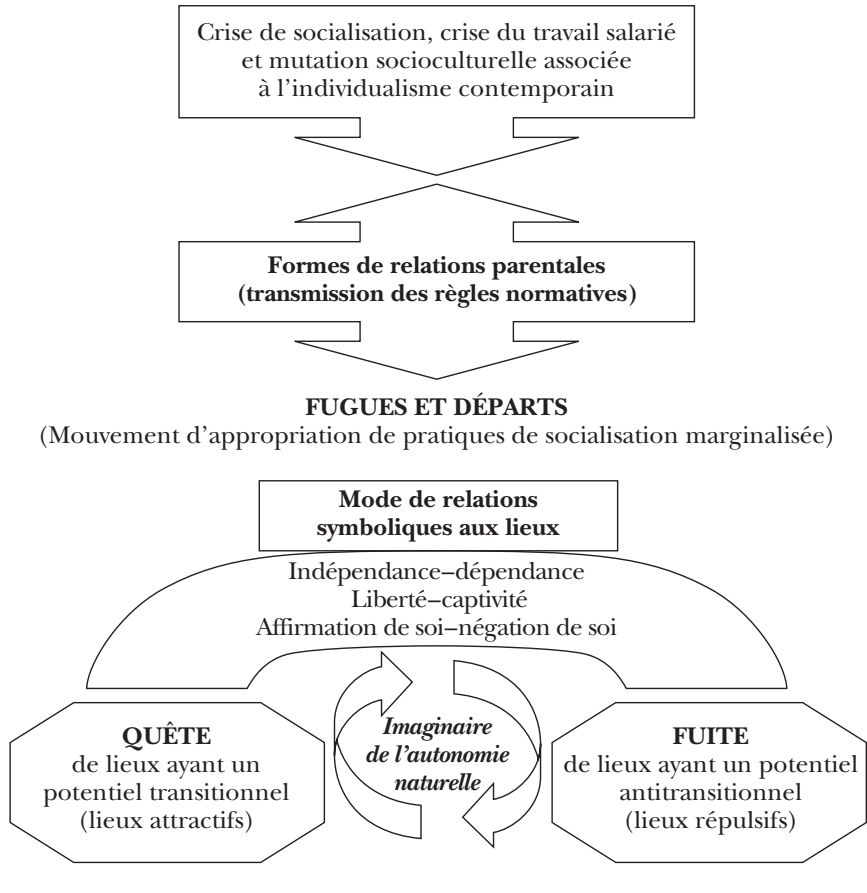 Crise de socialisation, crise du travail salarié
et mutation socioculturelle associée
à l’individualisme contemporain
Formes de relations parentales
(transmission des règles normatives)
FUGUES ET DÉPARTS
(Mouvement d’appropriation de pratiques de socialisation marginalisée)
Mode de relations
symboliques aux lieux
Indépendance–dépendance
Liberté–captivité
Affirmation de soi–négation de soi
QUÊTE
de lieux ayant un
potentiel transitionnel
(lieux attractifs)
Imaginaire
de l’autonomie
naturelle
FUITE
de lieux ayant un potentiel
antitransitionnel
(lieux répulsifs)